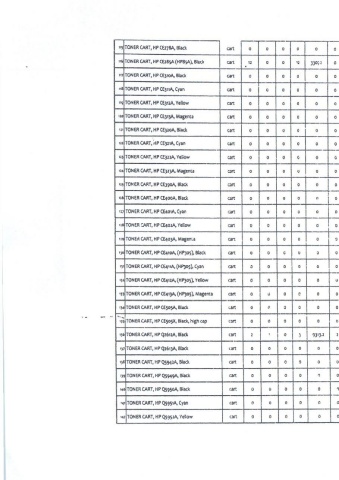 115 TONER CART, HP CE278A, Black cart 0 0 0 0 0 0
116 TONER CART, HP CE285A (HP85A), Black cart 12 0 0 12 0
117 TONER CART, HP CE310A, Black cart 0 0 0 0 0 0
118 TONER CART, HP CE311A, Cyan cart 0 0 0 0 0 0
119 TONER CART, HP CE312A, Yellow cart 0 0 0 0 0 0
120 TONER CART, HP CE313A, Magenta cart 0 0 0 0 0 0
121 TONER CART, HP CE320A, Black cart 0 0 0 0 0 0
122 TONER CART, HP CE321A, Cyan cart 0 0 0 0 0 0
123 TONER CART, HP CE322A, Yellow cart 0 0 0 0 0 0
124 TONER CART, HP CE323A, Magenta cart 0 0 0 0 0 0
125 TONER CART, HP CE390A, Black cart 0 0 0 0 0 0
126 TONER CART, HP CE400A, Black cart 0 0 0 0 0 0
127 TONER CART, HP CE401A, Cyan cart 0 0 0 0 0 0
128 TONER CART, HP CE402A, Yellow cart 0 0 0 0 0 0
129 TONER CART, HP CE403A, Magenta cart 0 0 0 0 0 0
130 TONER CART, HP CE410A, (HP305), Black cart 0 0 0 0 0 0
131 TONER CART, HP CE411A, (HP305), Cyan cart 0 0 0 0 0 0
132 TONER CART, HP CE412A, (HP305), Yellow cart 0 0 0 0 0 0
133 TONER CART, HP CE413A, (HP305), Magenta cart 0 0 0 0 0 0
134 TONER CART, HP CE505A, Black cart 0 0 0 0 0 0
135 TONER CART, HP CE505X, Black, high cap cart 0 0 0 0 0 0
136 TONER CART, HP Q2612A, Black cart 0
137 TONER CART, HP Q2613A, Black cart 0 0 0 0 0 0
138 TONER CART, HP Q5942A, Black cart 0 0 0 0 0 0
139 TONER CART, HP Q5949A, Black cart 0 0 0 0 0
140 TONER CART, HP Q5950A, Black cart 0 0 0 0 0
141 TONER CART, HP Q5951A, Cyan cart 0 0 0 0 0 0
142 TONER CART, HP Q5952A, Yellow cart 0 0 0 0 0 0